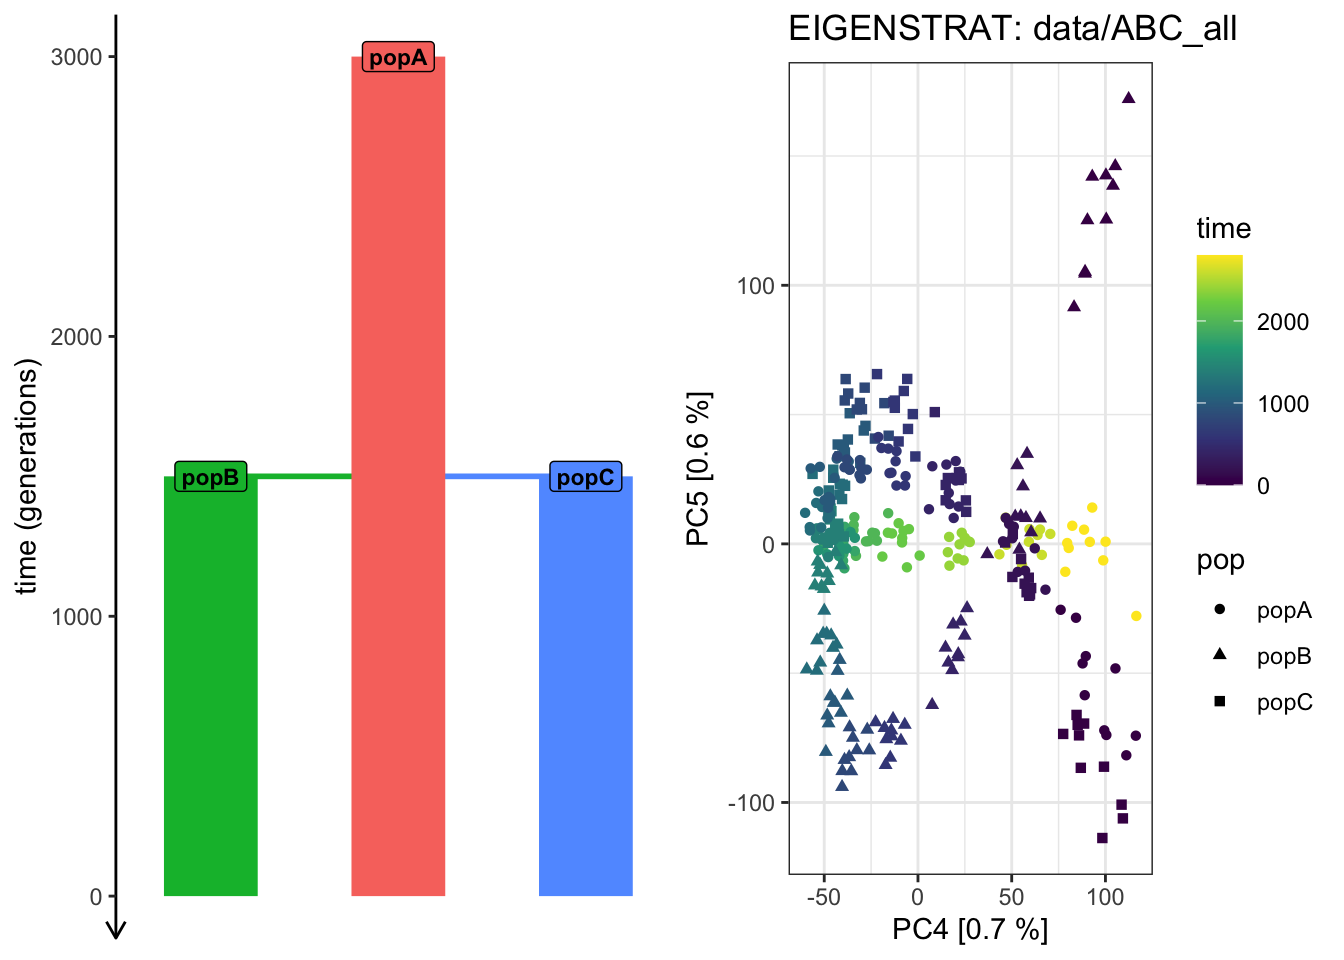 time (generations)
3000
2000
1000
0
popA
popB
popC
EIGENSTRAT: data/ABC_all
PC5 [0.6 %]
100
0
-100
-50 0 50 100
PC4 [0.7 %]
time
2000
1000
0
pop
popA
popB
popC